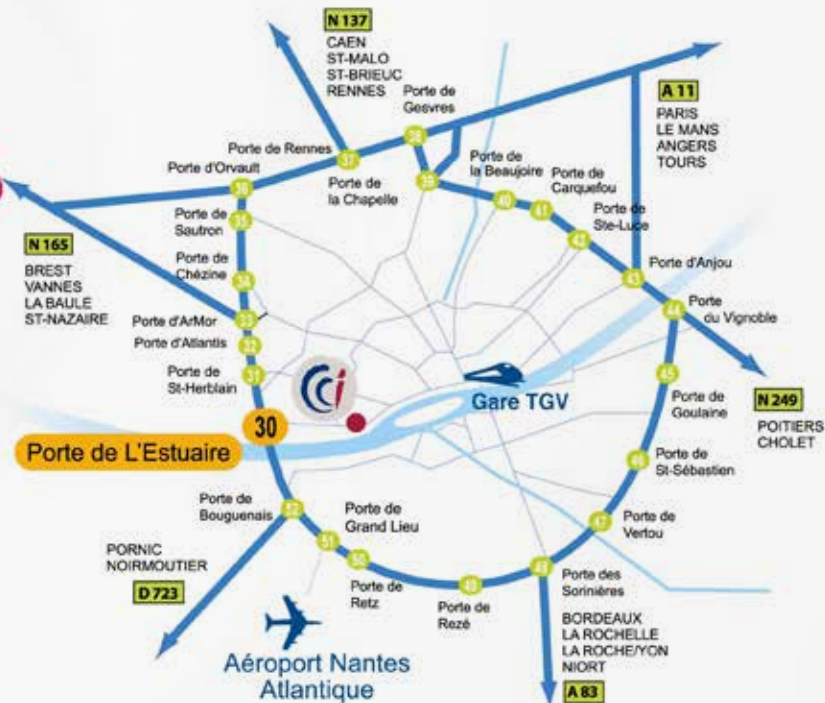 N 137
CAEN
ST-MALO
ST-BRIEUC
RENNES
Porte de
Gesvres
38
A 11
PARIS
LE MANS
ANGERS
TOURS
Porte de Rennes
37
Porte de
la Chapelle
Porte d'Orvault
36
39
Porte de
la Beaujoire
40
Porte de
Carquefou
41
Porte de
Ste-Luce
42
Porte de
Sautron
35
N 165
BREST
VANNES
LA BAULE
ST-NAZAIRE
Porte de
Chézine
34
Porte d'Anjou
43
Porte
du Vignoble
44
Porte d'ArMor
33
Porte d'Atlantis
32
Porte de
St-Herblain
31
CCi
Gare TGV
45
Porte de
Goulaine
N 249
POITIERS
CHOLET
30
Porte de L'Estuaire
46
Porte de
St-Sébastien
Porte de
Bouguenais
52
Porte de
Grand Lieu
51
47
Porte de
Vertou
PORNIC
NOIRMOUTIER
D 723
50
Porte de
Retz
49
Porte de
Rezé
48
Porte des
Sorinières
BORDEAUX
LA ROCHELLE
LA ROCHE/YON
NIORT
A 83
Aéroport Nantes
Atlantique